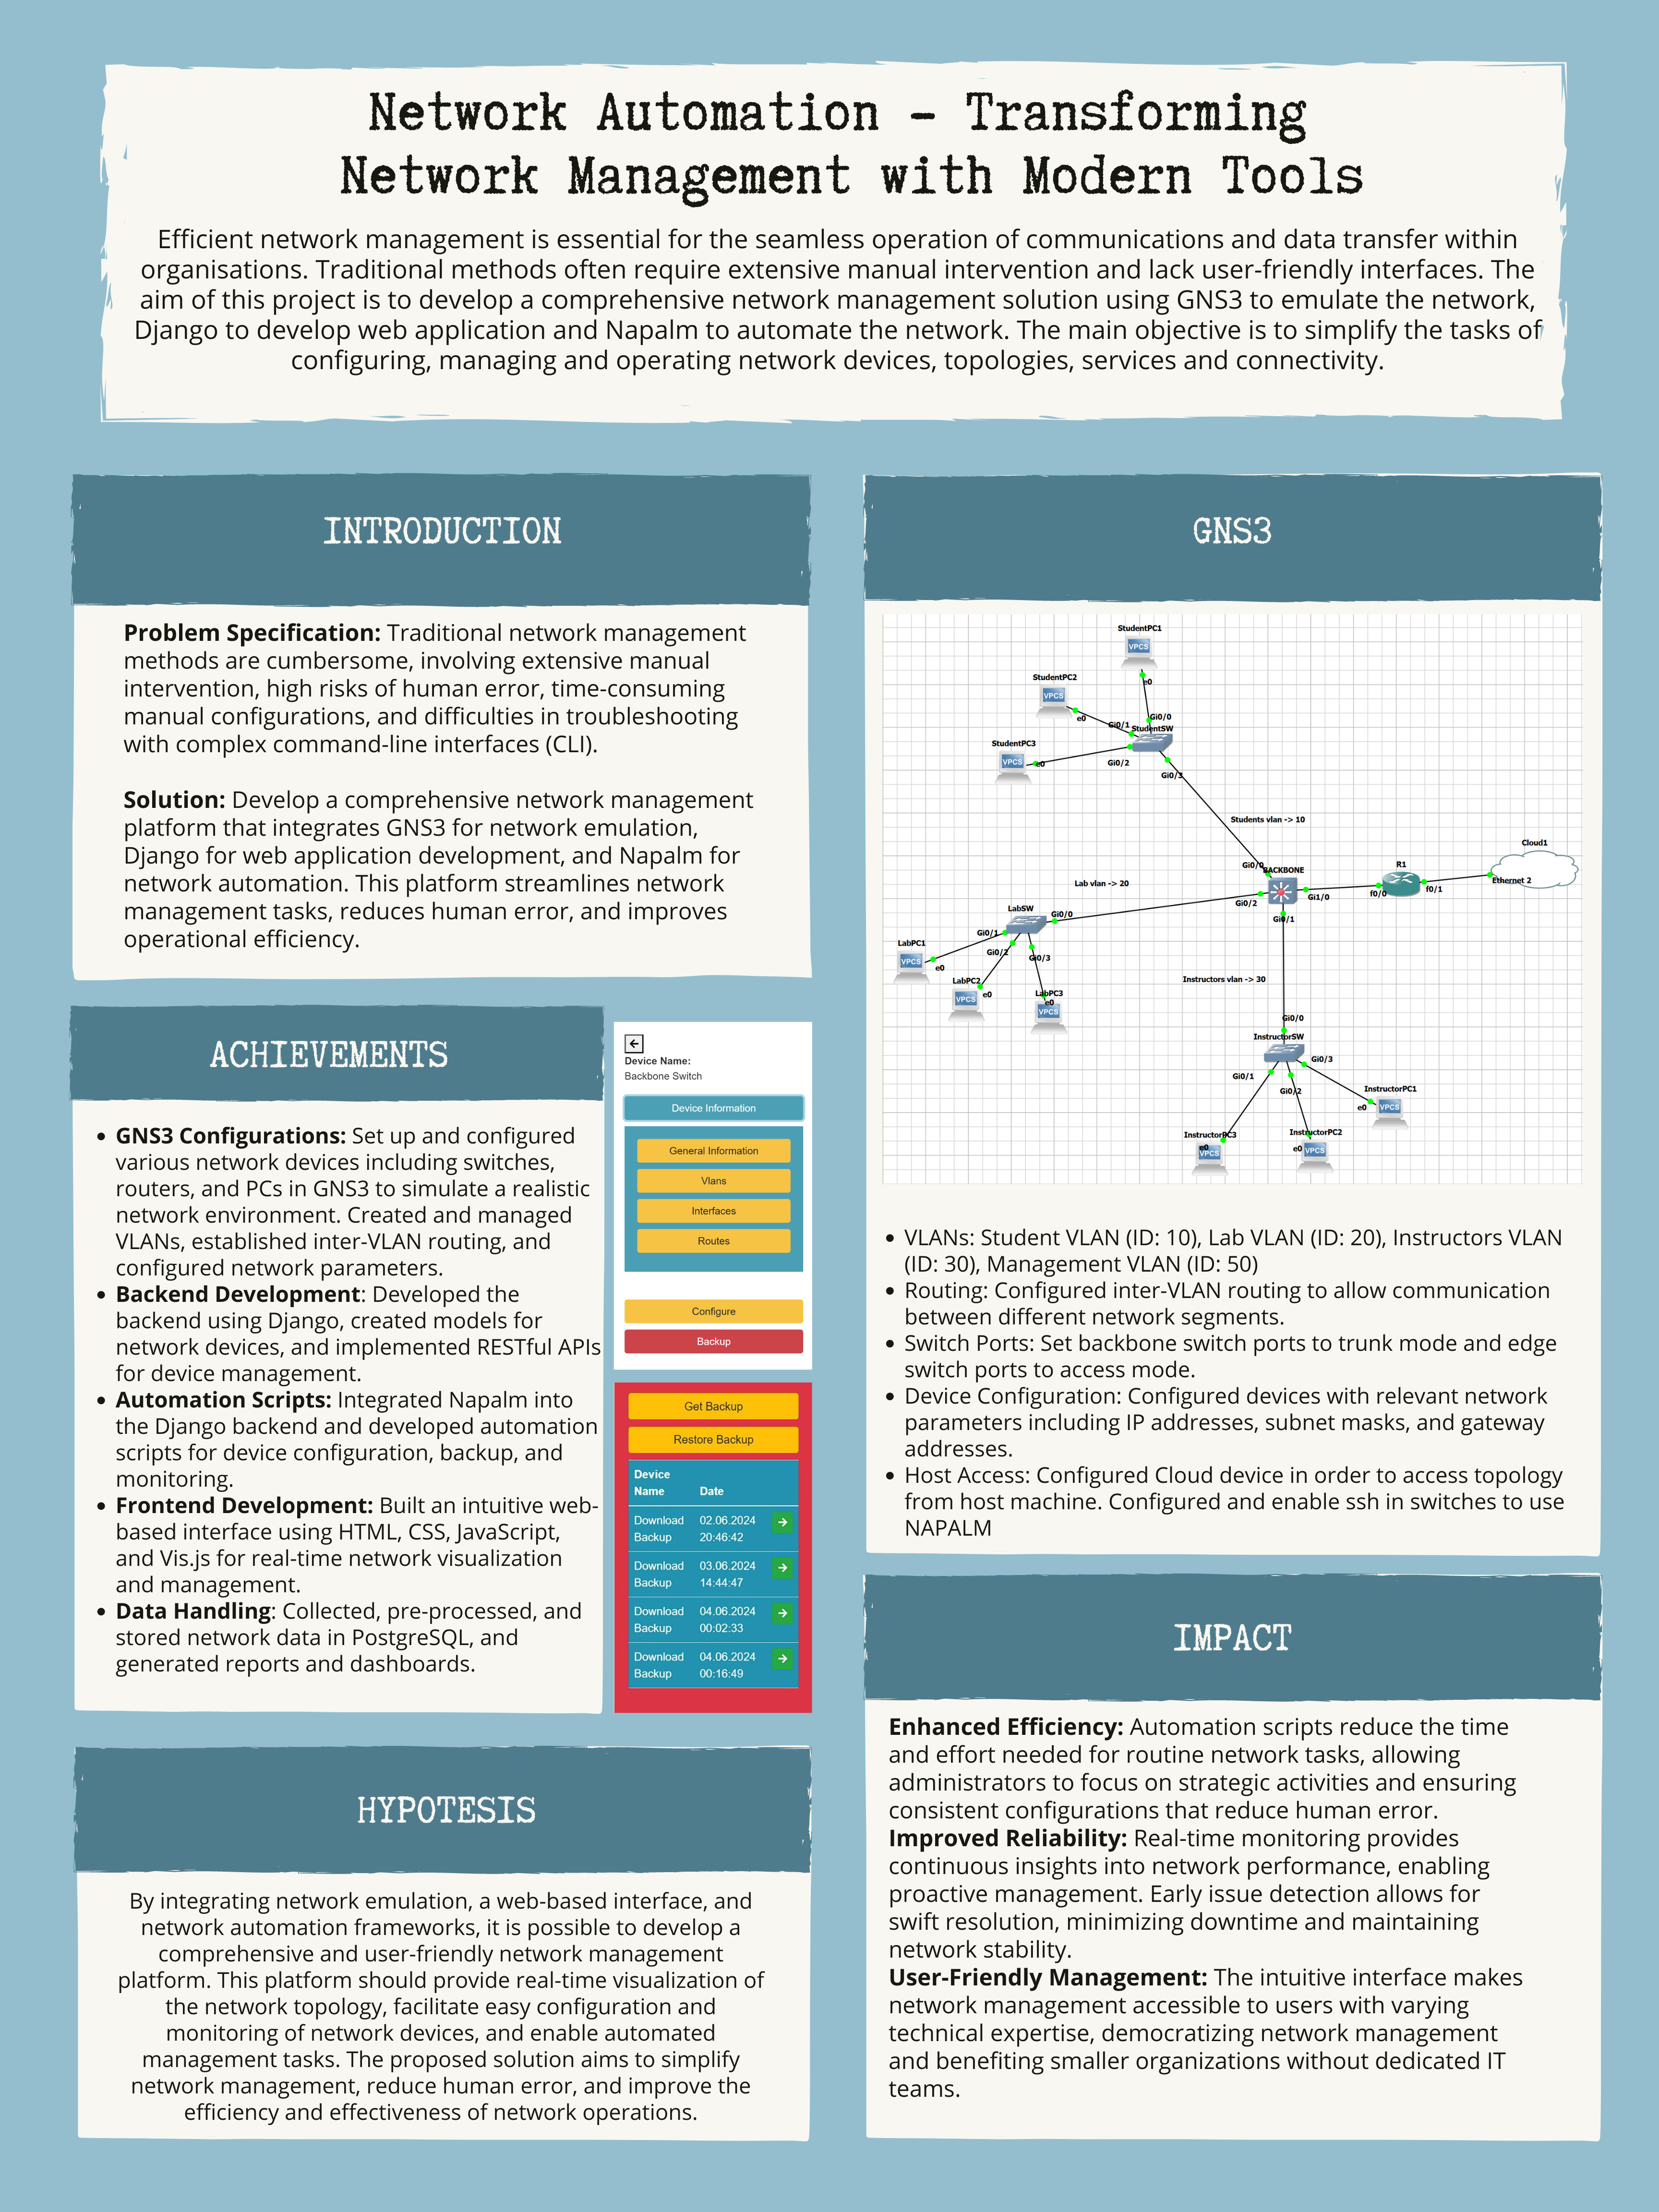 Network Automation - Transforming
Network Management with Modern Tools
Efficient network management is essential for the seamless operation of communications and data transfer within
organisations. Traditional methods often require extensive manual intervention and lack user-friendly interfaces. The
aim of this project is to develop a comprehensive network management solution using GNS3 to emulate the network,
Django to develop web application and Napalm to automate the network. The main objective is to simplify the tasks of
configuring, managing and operating network devices, topologies, services and connectivity.
INTRODUCTION
Problem Specification: Traditional network management
methods are cumbersome, involving extensive manual
intervention, high risks of human error, time-consuming
manual configurations, and difficulties in troubleshooting
with complex command-line interfaces (CLI).
Solution: Develop a comprehensive network management
platform that integrates GNS3 for network emulation,
Django for web application development, and Napalm for
network automation. This platform streamlines network
management tasks, reduces human error, and improves
operational efficiency.
ACHIEVEMENTS
• GNS3 Configurations: Set up and configured
various network devices including switches,
routers, and PCs in GNS3 to simulate a realistic
network environment. Created and managed
VLANs, established inter-VLAN routing, and
configured network parameters.
• Backend Development: Developed the
backend using Django, created models for
network devices, and implemented RESTful APIs
for device management.
• Automation Scripts: Integrated Napalm into
the Django backend and developed automation
scripts for device configuration, backup, and
monitoring.
• Frontend Development: Built an intuitive web-
based interface using HTML, CSS, JavaScript,
and Vis.js for real-time network visualization
and management.
• Data Handling: Collected, pre-processed, and
stored network data in PostgreSQL, and
generated reports and dashboards.
Device Name:
Backbone Switch
Device Information
General Information
Vlans
Interfaces
Routes
Configure
Backup
Get Backup
Restore Backup
Device
Name Date
Download 02.06.2024
Backup 20:46:42
Download 03.06.2024
Backup 14:44:47
Download 04.06.2024
Backup 00:02:33
Download 04.06.2024
Backup 00:16:49
HYPOTESIS
By integrating network emulation, a web-based interface, and
network automation frameworks, it is possible to develop a
comprehensive and user-friendly network management
platform. This platform should provide real-time visualization of
the network topology, facilitate easy configuration and
monitoring of network devices, and enable automated
management tasks. The proposed solution aims to simplify
network management, reduce human error, and improve the
efficiency and effectiveness of network operations.
GNS3
StudentPC1
VPCS
e0
StudentPC2
VPCS
e0
Gi0/1
Gi0/0
StudentSW
StudentPC3
VPCS
e0
Gi0/2
Gi0/3
Students vlan -> 10
Gi0/0
BACKBONE
R1
Cloud1
Ethernet 2
f0/0
f0/1
Gi1/0
Gi0/2
Gi0/1
Lab vlan -> 20
LabSW
Gi0/0
Gi0/1
Gi0/2
Gi0/3
LabPC1
VPCS
e0
LabPC2
VPCS
e0
LabPC3
e0
VPCS
Instructors vlan -> 30
Gi0/0
InstructorSW
Gi0/3
Gi0/1
Gi0/2
InstructorPC1
e0
VPCS
InstructorPC2
e0
VPCS
InstructorPC3
e0
VPCS
• VLANs: Student VLAN (ID: 10), Lab VLAN (ID: 20), Instructors VLAN
(ID: 30), Management VLAN (ID: 50)
• Routing: Configured inter-VLAN routing to allow communication
between different network segments.
• Switch Ports: Set backbone switch ports to trunk mode and edge
switch ports to access mode.
• Device Configuration: Configured devices with relevant network
parameters including IP addresses, subnet masks, and gateway
addresses.
• Host Access: Configured Cloud device in order to access topology
from host machine. Configured and enable ssh in switches to use
NAPALM
IMPACT
Enhanced Efficiency: Automation scripts reduce the time
and effort needed for routine network tasks, allowing
administrators to focus on strategic activities and ensuring
consistent configurations that reduce human error.
Improved Reliability: Real-time monitoring provides
continuous insights into network performance, enabling
proactive management. Early issue detection allows for
swift resolution, minimizing downtime and maintaining
network stability.
User-Friendly Management: The intuitive interface makes
network management accessible to users with varying
technical expertise, democratizing network management
and benefiting smaller organizations without dedicated IT
teams.